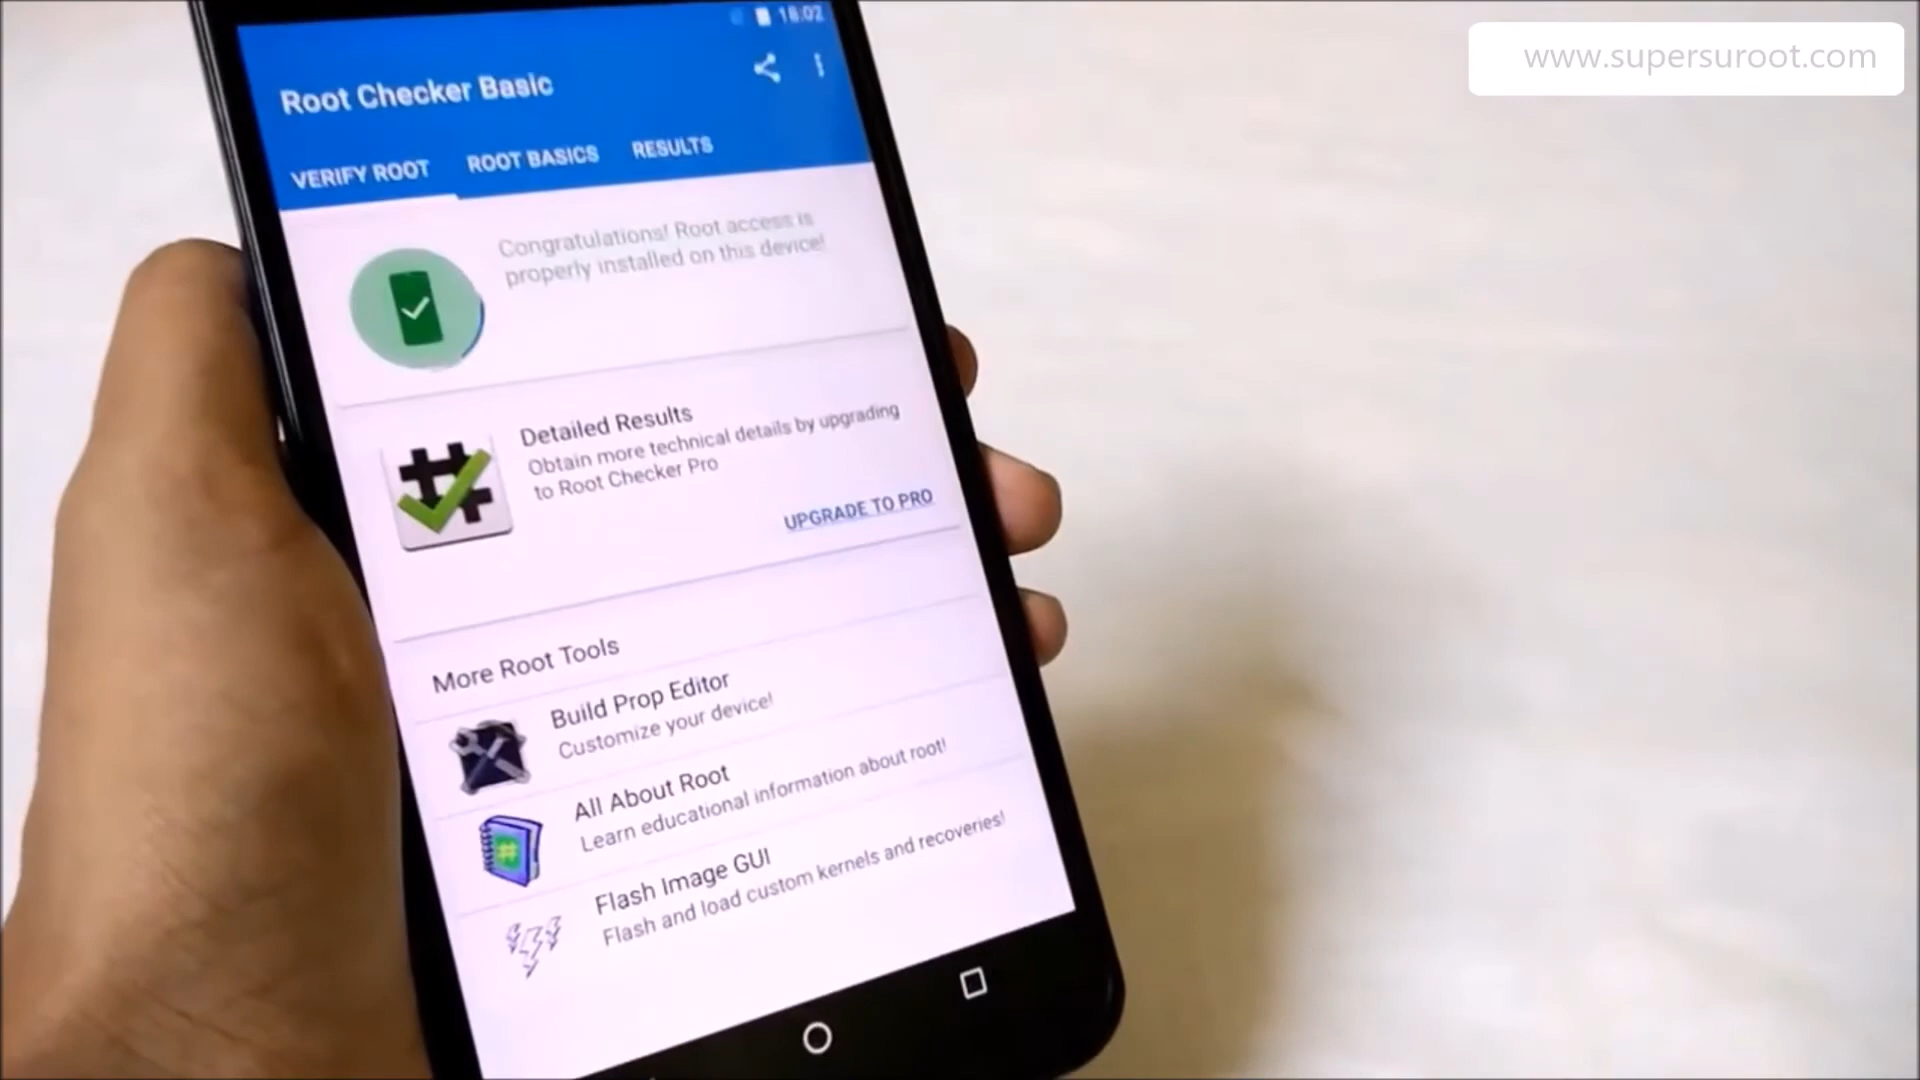 www.supersuroot.com
18:02
Root Checker Basic
VERIFY ROOT
ROOT BASICS
RESULTS
Congratulations! Root access is
properly installed on this device!
Detailed Results
Obtain more technical details by upgrading
to Root Checker Pro
UPGRADE TO PRO
More Root Tools
Build Prop Editor
Customize your device!
All About Root
Learn educational information about root!
Flash Image GUI
Flash and load custom kernels and recoveries!